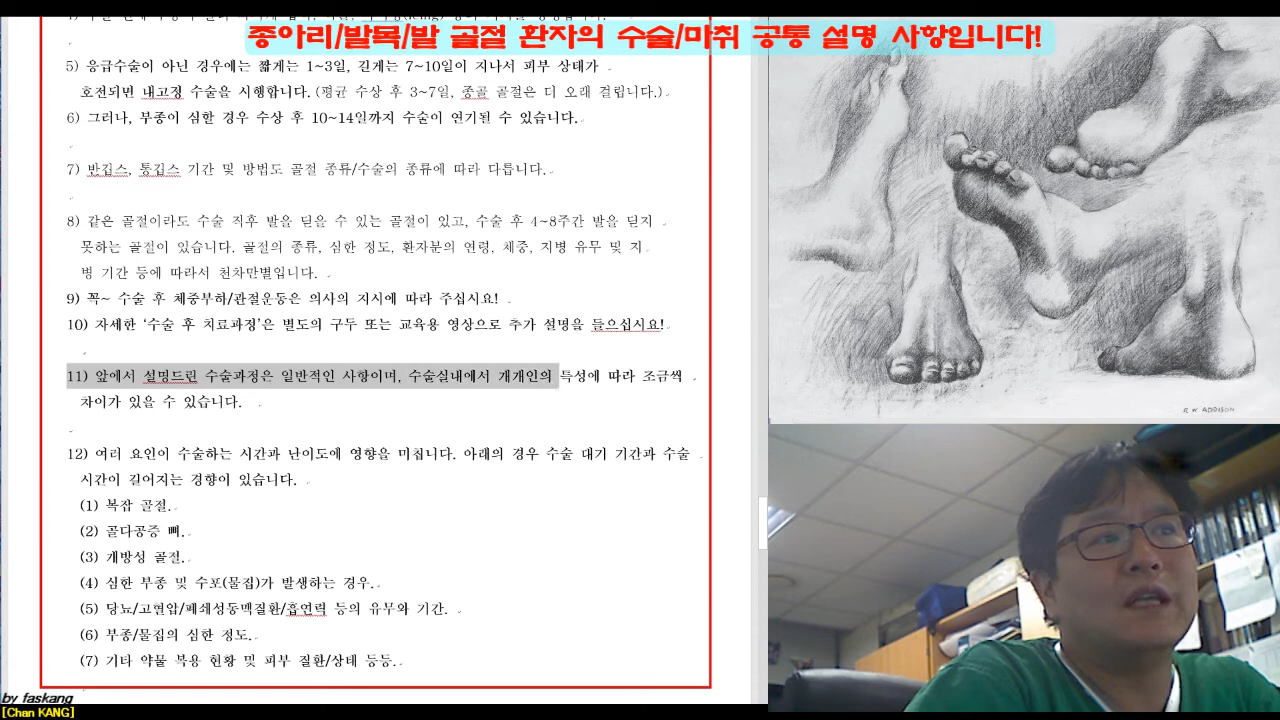 종아리/발목/발 골절 환자의 수술/마취 공통 설명 사항입니다!
5) 응급수술이 아닌 경우에는 짧게는 1~3일, 길게는 7~10일이 지나서 피부 상태가
호전되면 내고정 수술을 시행합니다. (평균 수상 후 3~7일, 종골 골절은 더 오래 걸립니다.)
6) 그러나, 부종이 심할 경우 수상 후 10~14일까지 수술이 연기될 수 있습니다.
7) 반깁스, 통깁스 기간 및 방법도 골절 종류/수술의 종류에 따라 다릅니다.
8) 같은 골절이라도 수술 직후 발을 딛을 수 있는 골절이 있고, 수술 후 4~8주간 발을 딛지
못하는 골절이 있습니다. 골절의 종류, 심한 정도, 환자분의 연령, 체중, 지병 유무 및 지
병 기간 등에 따라서 천차만별입니다.
9) 꼭~ 수술 후 체중부하/관절운동은 의사의 지시에 따라 주십시요!
10) 자세한 ‘수술 후 치료과정’은 별도의 구두 또는 교육용 영상으로 추가 설명을 들으십시요!
11) 앞에서 설명드린 수술과정은 일반적인 사항이며, 수술실내에서 개개인의 특성에 따라 조금씩
차이가 있을 수 있습니다.
12) 여러 요인이 수술하는 시간과 난이도에 영향을 미칩니다. 아래의 경우 수술 대기 기간과 수술
시간이 길어지는 경향이 있습니다.
(1) 복잡 골절.
(2) 골다공증 뼈.
(3) 개방성 골절.
(4) 심한 부종 및 수포(물집)가 발생하는 경우.
(5) 당뇨/고혈압/폐쇄성동맥질환/흡연력 등의 유무와 기간.
(6) 부종/물집의 심한 정도.
(7) 기타 약물 복용 현황 및 피부 질환/상태 등등.
R W ADDISON
by faskang
[Chan KANG]